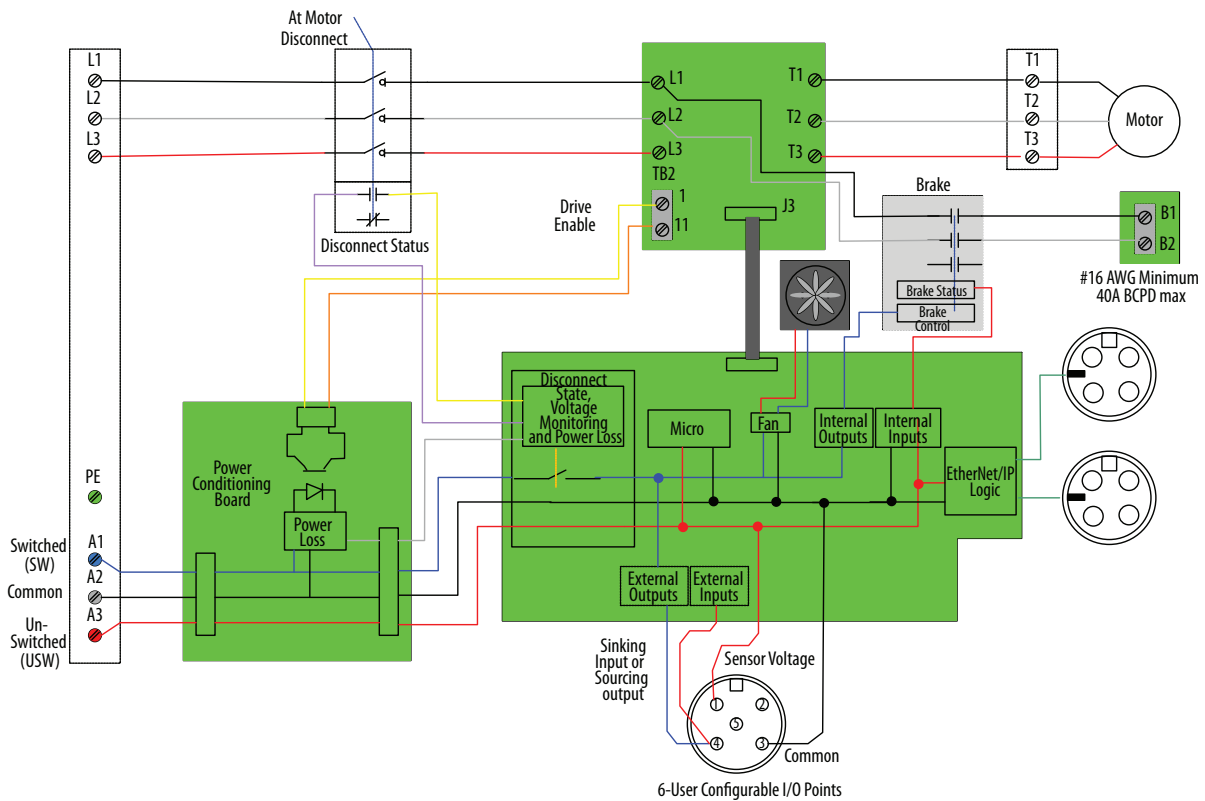 At Motor
Disconnect
L1
L2
L3
L1
L2
L3
TB2
1
11
T1
T2
T3
T1
T2
T3
Motor
J3
Drive
Enable
Disconnect Status
Brake
Brake Status
Brake
Control
B1
B2
#16 AWG Minimum
40A BCPD max
Disconnect
State,
Voltage
Monitoring
and Power Loss
Micro
Fan
Internal
Outputs
Internal
Inputs
EtherNet/IP
Logic
Power
Conditioning
Board
Power
Loss
PE
A1
Switched
(SW)
A2
Common
A3
Un-
Switched
(USW)
External
Outputs
External
Inputs
Sinking
Input or
Sourcing
output
Sensor Voltage
1
2
5
4
3
Common
6-User Configurable I/O Points